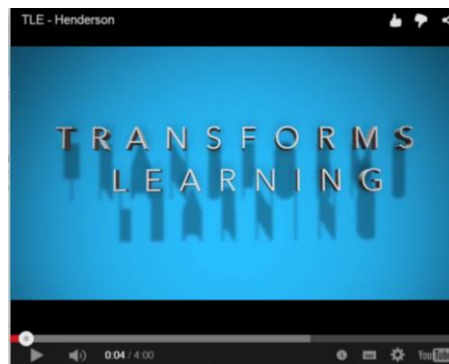 TLE - Henderson
TRANSFORMS
LEARNING
0:04 / 4:00
YouTube